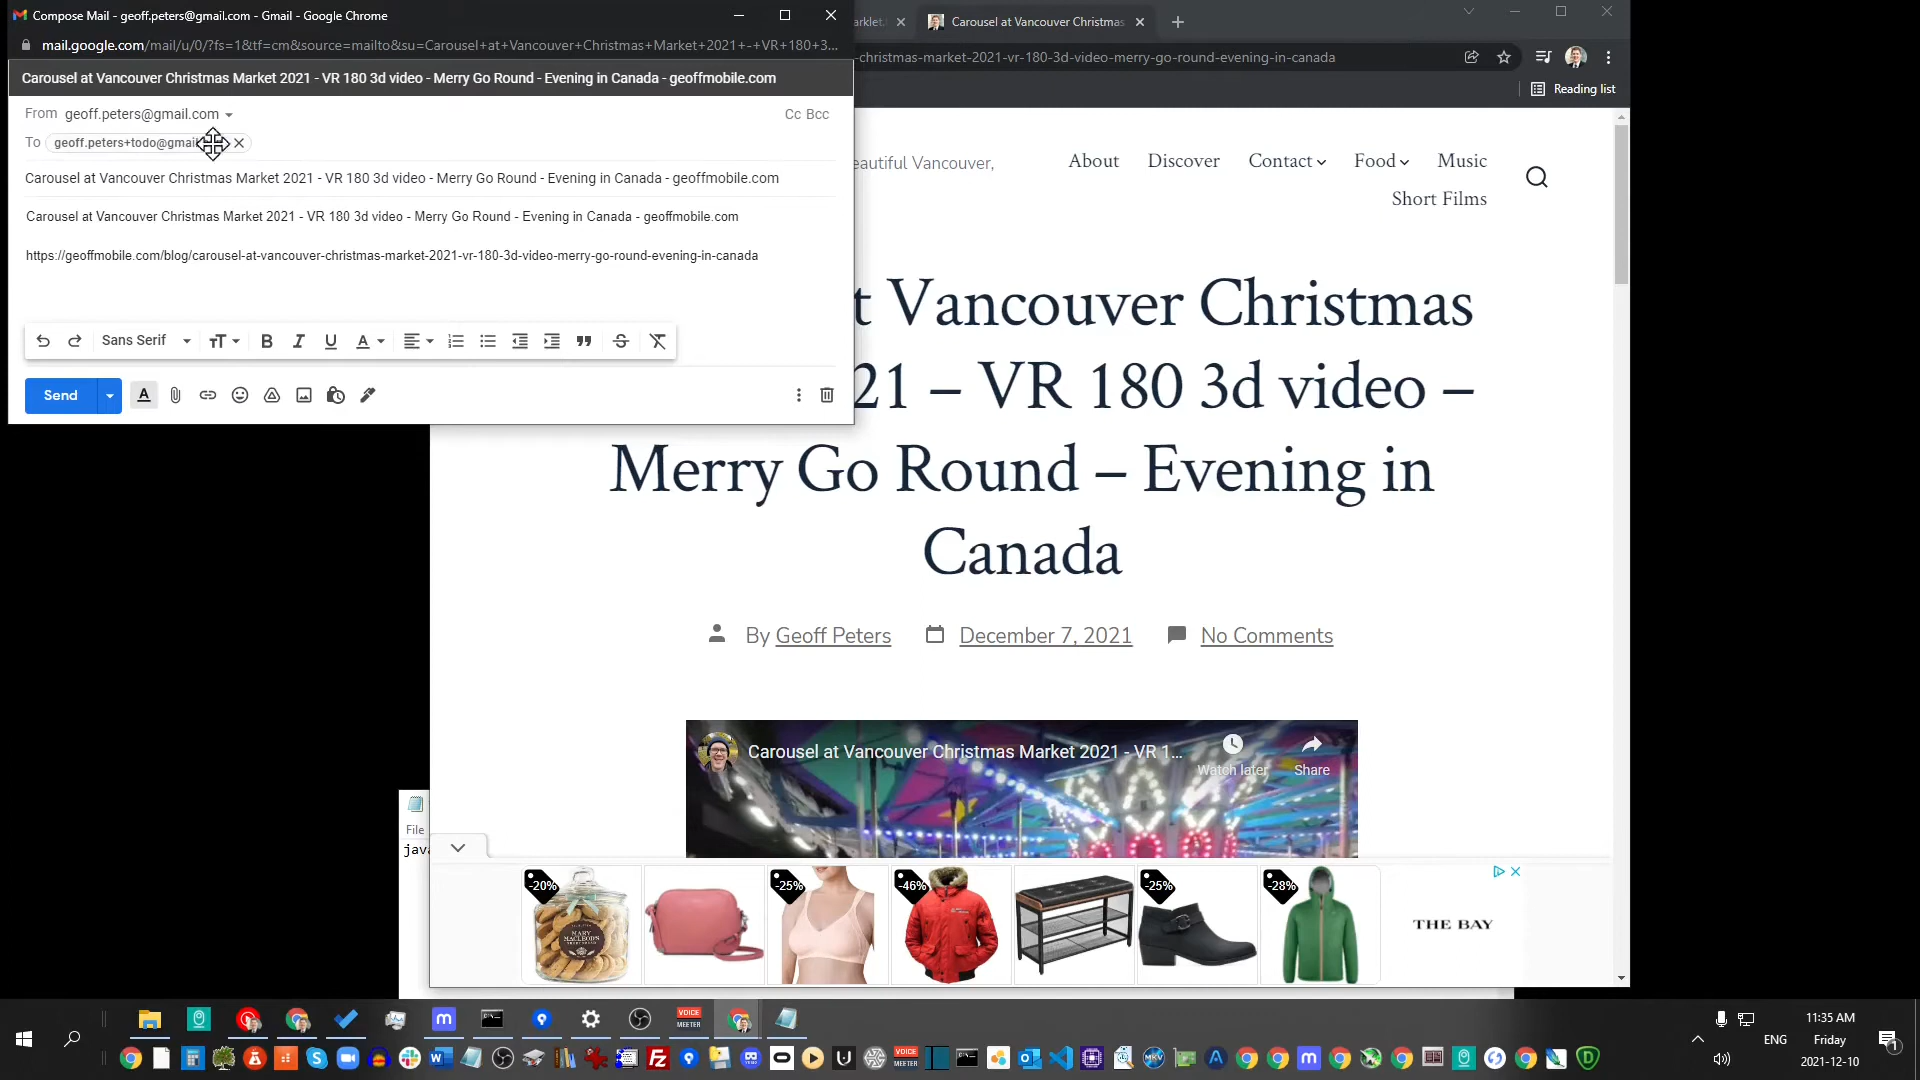 Compose Mail - geoff.peters@gmail.com - Gmail - Google Chrome
mail.google.com/mail/u/0/?fs=1&tf=cm&source=mailto&su=Carousel+at+Vancouver+Christmas+Market+2021+-+VR+180+3...
Carousel at Vancouver Christmas Market 2021 - VR 180 3d video - Merry Go Round - Evening in Canada - geoffmobile.com
From geoff.peters@gmail.com
Cc Bcc
To geoff.peters+todo@gmail
Carousel at Vancouver Christmas Market 2021 - VR 180 3d video - Merry Go Round - Evening in Canada - geoffmobile.com
Carousel at Vancouver Christmas Market 2021 - VR 180 3d video - Merry Go Round - Evening in Canada - geoffmobile.com
https://geoffmobile.com/blog/carousel-at-vancouver-christmas-market-2021-vr-180-3d-video-merry-go-round-evening-in-canada
Sans Serif
Send
Carousel at Vancouver Christmas
-christmas-market-2021-vr-180-3d-video-merry-go-round-evening-in-canada
Reading list
eautiful Vancouver,
About Discover Contact Food Music
Short Films
t Vancouver Christmas
21 – VR 180 3d video –
Merry Go Round – Evening in
Canada
By Geoff Peters December 7, 2021 No Comments
Carousel at Vancouver Christmas Market 2021 - VR 1...
Watch later
Share
File
java
-20%
-25%
-46%
-25%
-28%
MARY MACLEOD'S
THE BAY
VOICE
MEETER
11:35 AM
ENG
Friday
2021-12-10
VOICE
MEETER
MKV
1